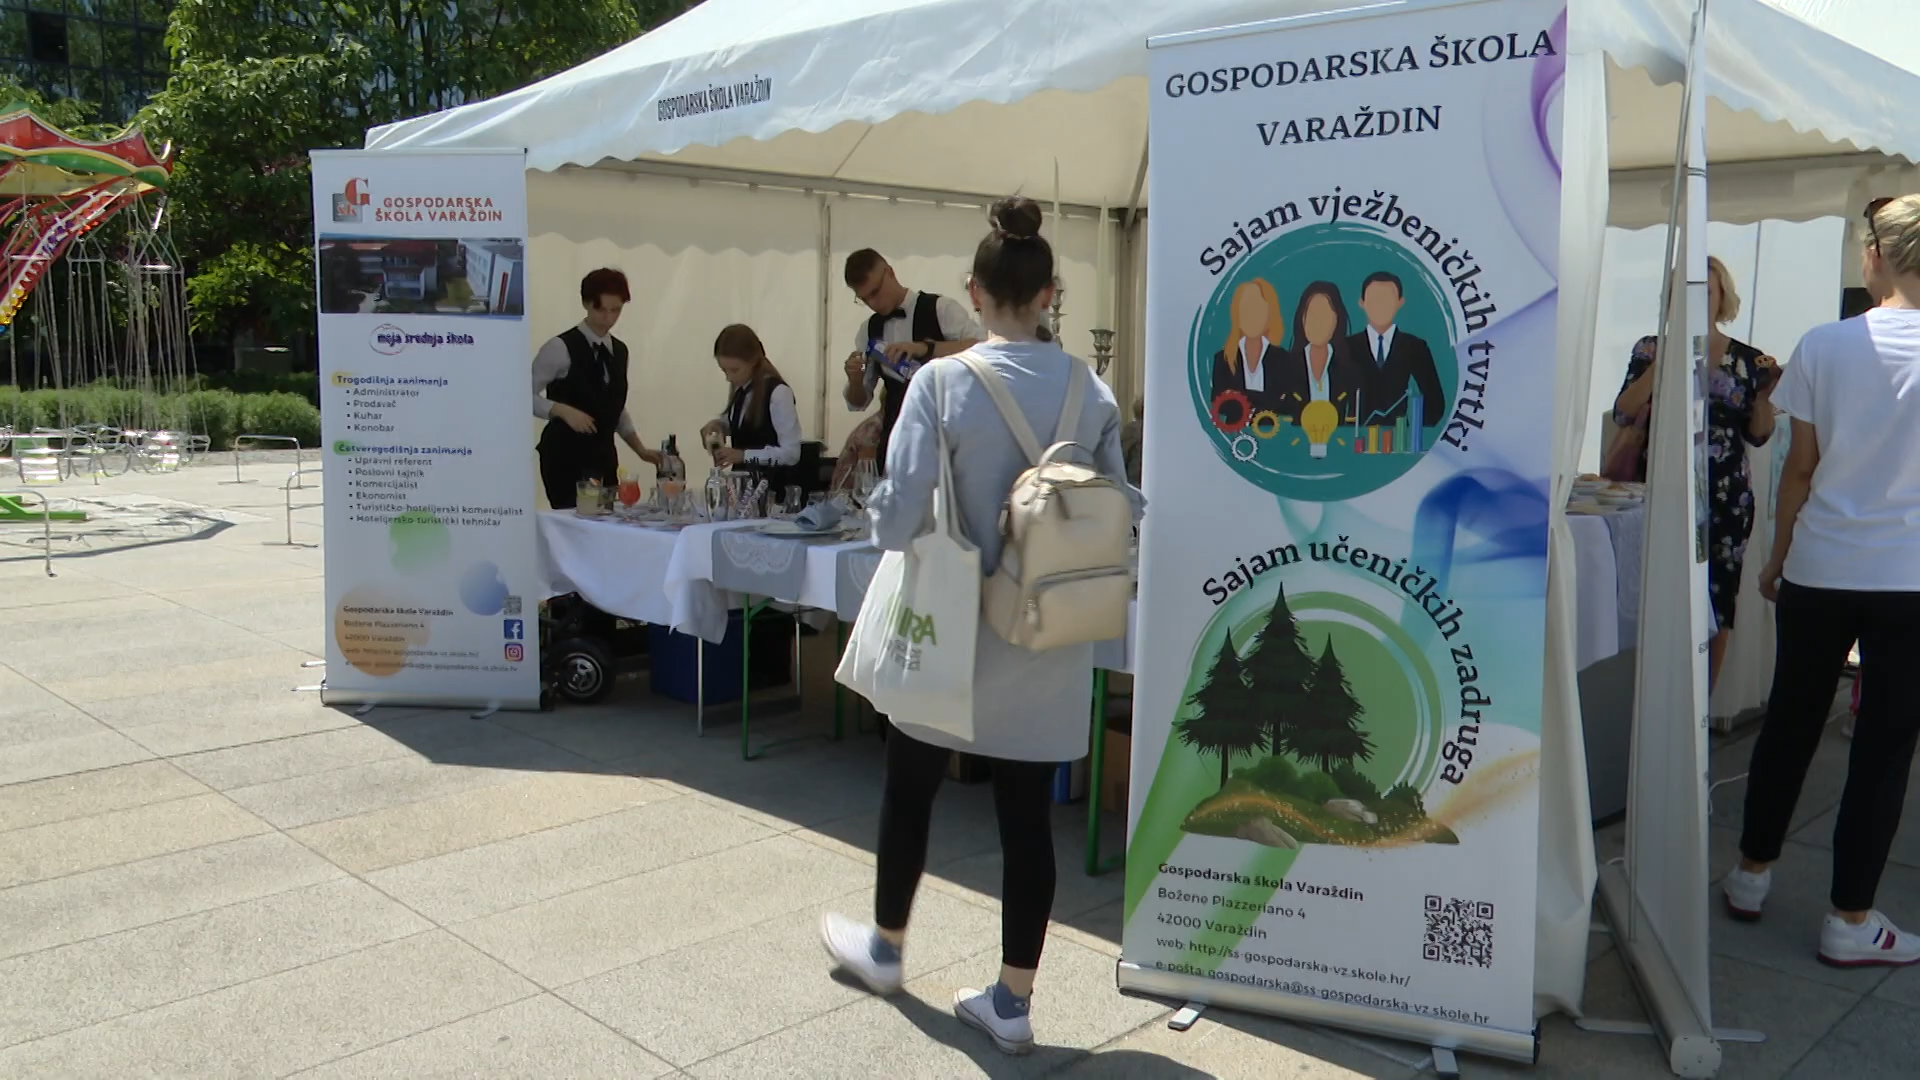 GOSPODARSKA ŠKOLA VARAŽDIN
GOSPODARSKA
ŠKOLA VARAŽDIN
moja srednja škola
Trogodišnja zanimanja
• Administrator
• Prodavač
• Kuhar
• Konobar
Četverogodišnja zanimanja
• Upravni referent
• Poslovni tajnik
• Komercijalist
• Ekonomist
• Turističko-hotelijerski komercijalist
• Hotelijersko-turistički tehničar
Gospodarska škola Varaždin
Božene Plazzeriano 4
42000 Varaždin
GOSPODARSKA ŠKOLA
VARAŽDIN
Sajam vježbeničkih tvrtki
Sajam učeničkih zadruga
Gospodarska škola Varaždin
Božene Plazzeriano 4
42000 Varaždin
web: http://ss-gospodarska-vz.skole.hr/
e-pošta: gospodarska@ss-gospodarska-vz.skole.hr